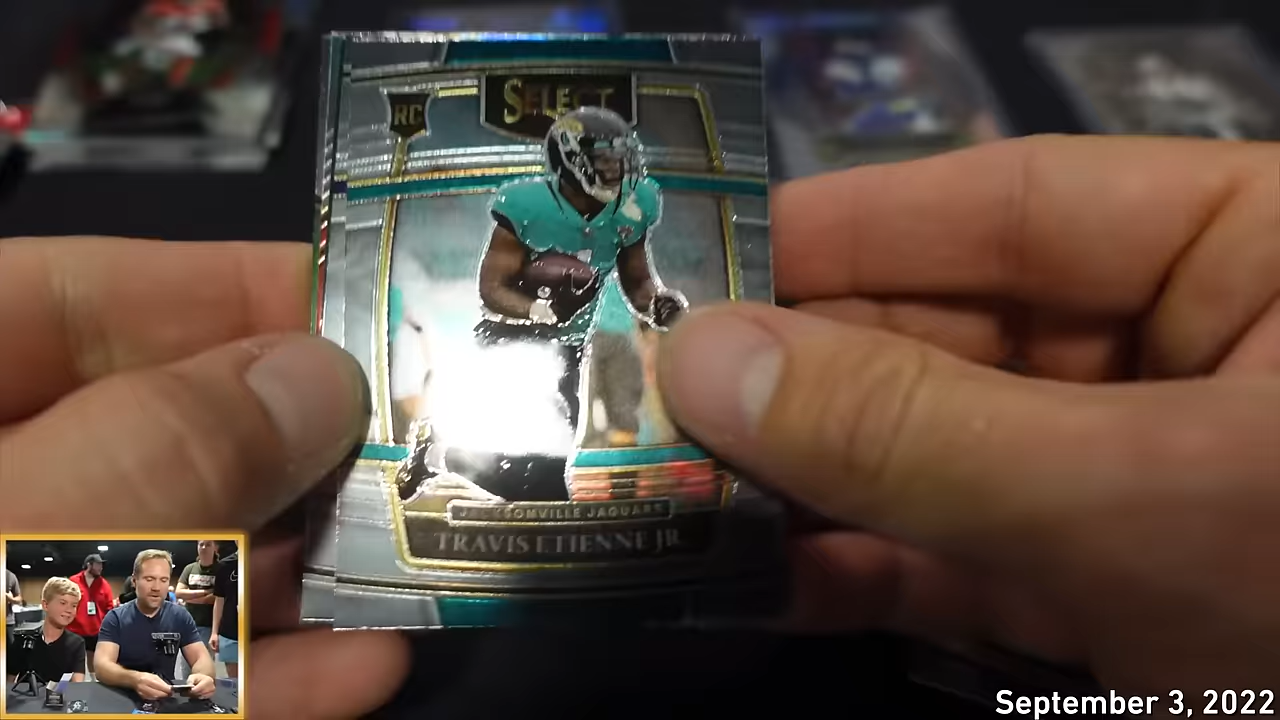 SELECT
RC
JACKSONVILLE JAGUARS
TRAVIS ETIENNE JR
September 3, 2022